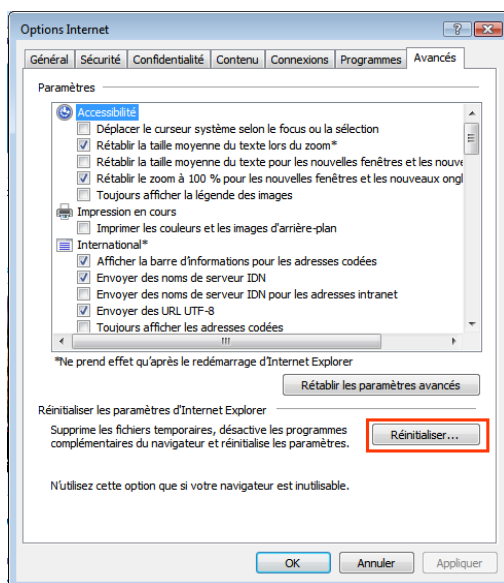 Options Internet
Général Sécurité Confidentialité Contenu Connexions Programmes Avancés
Paramètres
Accessibilité
Déplacer le curseur système selon le focus ou la sélection
Rétablir la taille moyenne du texte lors du zoom*
Rétablir la taille moyenne du texte pour les nouvelles fenêtres et les nouve
Rétablir le zoom à 100 % pour les nouvelles fenêtres et les nouveaux ongl
Toujours afficher la légende des images
Impression en cours
Imprimer les couleurs et les images d'arrière-plan
International*
Afficher la barre d'informations pour les adresses codées
Envoyer des noms de serveur IDN
Envoyer des noms de serveur IDN pour les adresses intranet
Envoyer des URL UTF-8
Toujours afficher les adresses codées
*Ne prend effet qu'après le redémarrage d'Internet Explorer
Rétablir les paramètres avancés
Réinitialiser les paramètres d'Internet Explorer
Supprime les fichiers temporaires, désactive les programmes
complémentaires du navigateur et réinitialise les paramètres.
Réinitialiser...
N'utilisez cette option que si votre navigateur est inutilisable.
OK Annuler Appliquer